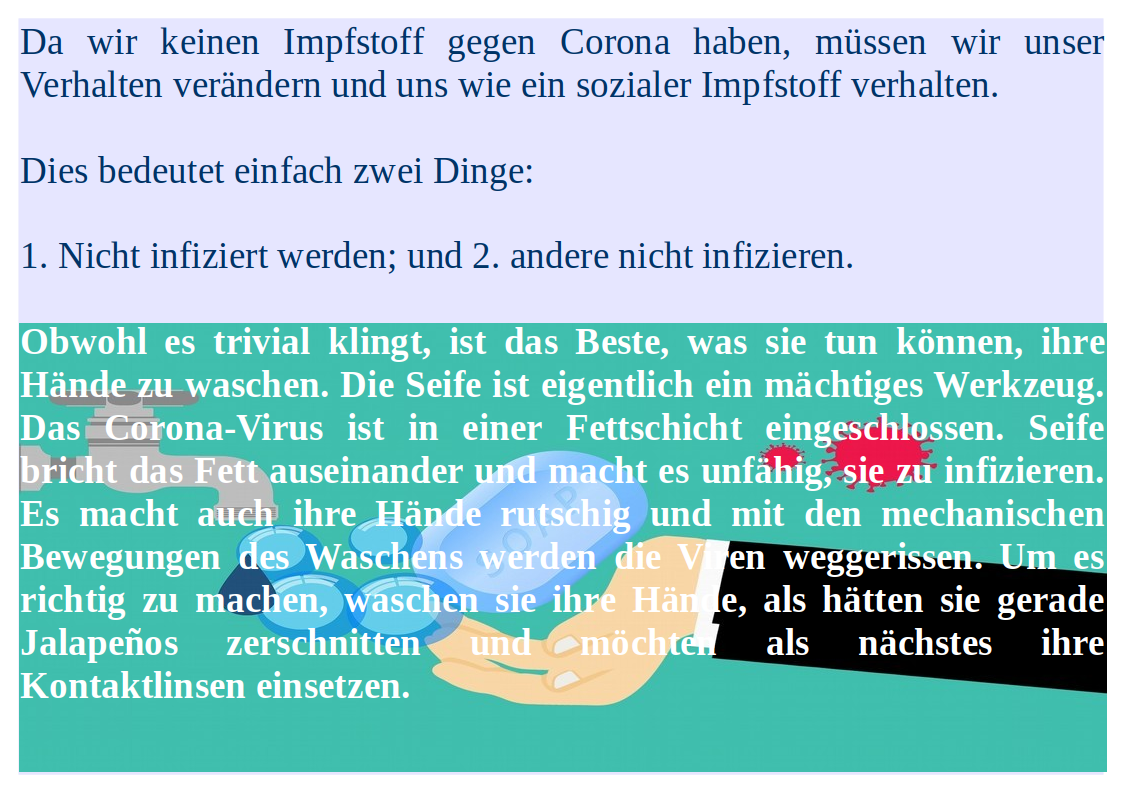 Da wir keinen Impfstoff gegen Corona haben, müssen wir unser
Verhalten verändern und uns wie ein sozialer Impfstoff verhalten.
Dies bedeutet einfach zwei Dinge:
1. Nicht infiziert werden; und 2. andere nicht infizieren.
Obwohl es trivial klingt, ist das Beste, was sie tun können, ihre
Hände zu waschen. Die Seife ist eigentlich ein mächtiges Werkzeug.
Das Corona-Virus ist in einer Fettschicht eingeschlossen. Seife
bricht das Fett auseinander und macht es unfähig, sie zu infizieren.
Es macht auch ihre Hände rutschig und mit den mechanischen
SOAP
Bewegungen des Waschens werden die Viren weggerissen. Um es
richtig zu machen, waschen sie ihre Hände, als hätten sie gerade
Jalapeños zerschnitten und möchten als nächstes ihre
Kontaktlinsen einsetzen.